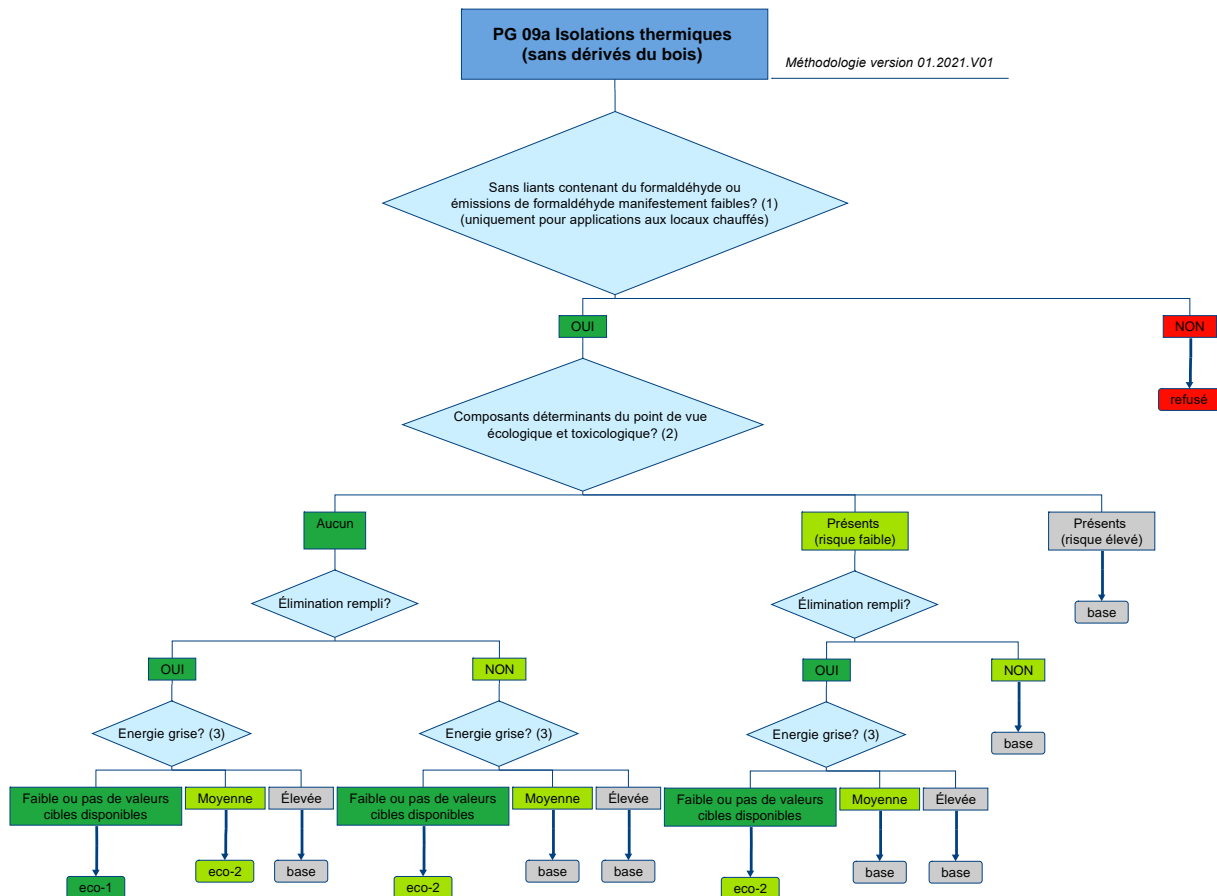 PG 09a Isolations thermiques
(sans dérivés du bois)
Méthodologie version 01.2021.V01
Sans liants contenant du formaldéhyde ou
émissions de formaldéhyde manifestement faibles? (1)
(uniquement pour applications aux locaux chauffés)
OUI
NON
refusé
Composants déterminants du point de vue
écologique et toxicologique? (2)
Aucun
Présents
(risque faible)
Présents
(risque élevé)
Élimination rempli?
Élimination rempli?
base
OUI
NON
OUI
NON
Energie grise? (3)
Energie grise? (3)
Energie grise? (3)
base
Faible ou pas de valeurs
cibles disponibles
Moyenne
Élevée
Faible ou pas de valeurs
cibles disponibles
Moyenne
Élevée
Faible ou pas de valeurs
cibles disponibles
Moyenne
Élevée
eco-1
eco-2
base
eco-2
base
base
eco-2
base
base